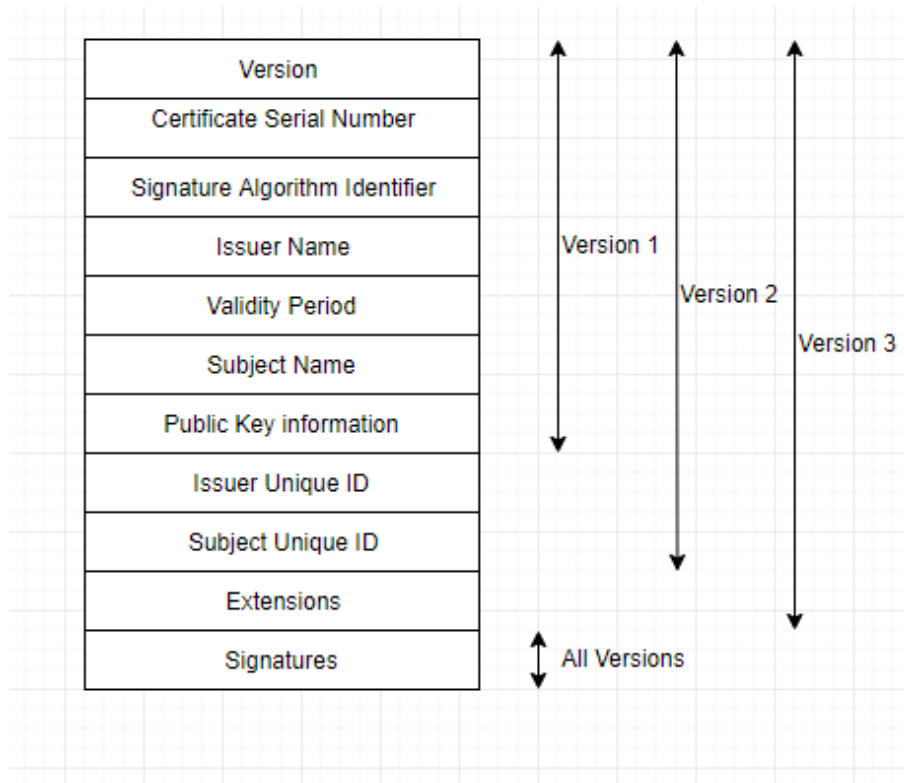 Version
Certificate Serial Number
Signature Algorithm Identifier
Issuer Name
Validity Period
Subject Name
Public Key information
Issuer Unique ID
Subject Unique ID
Extensions
Signatures
Version 1
Version 2
Version 3
All Versions